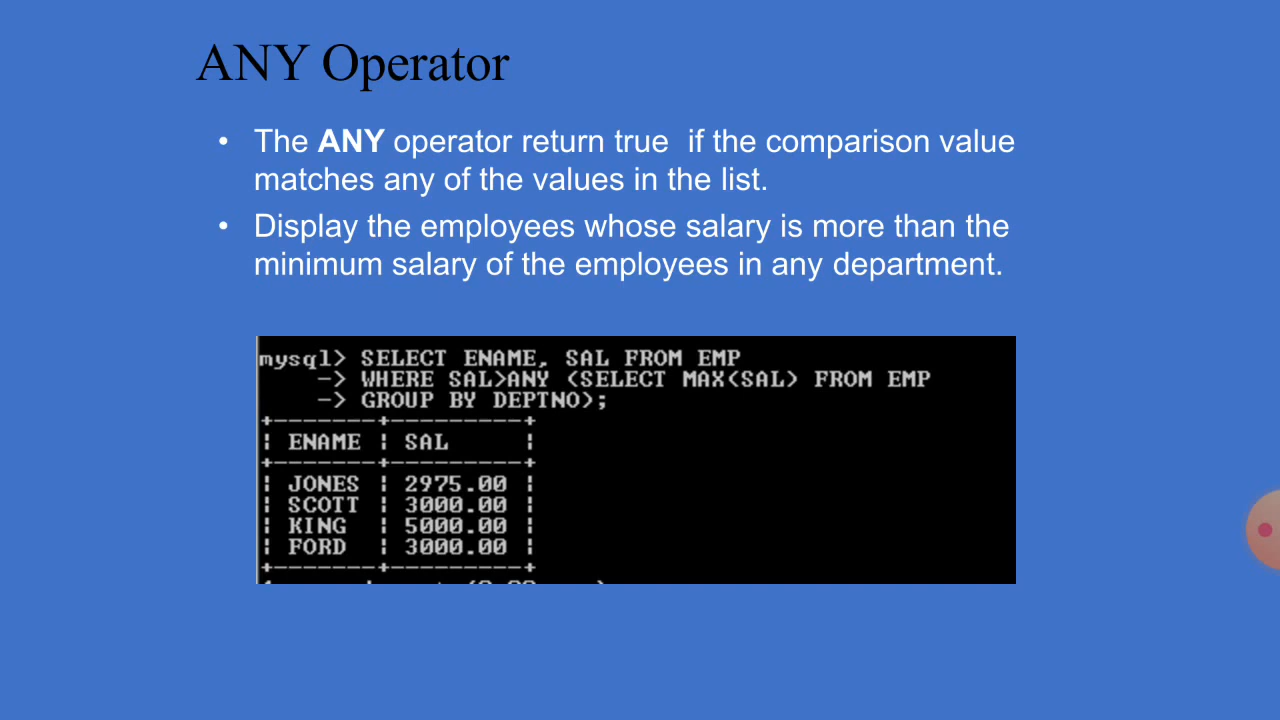 ANY Operator
• The ANY operator return true  if the comparison value
matches any of the values in the list.
• Display the employees whose salary is more than the
minimum salary of the employees in any department.
mysql> SELECT ENAME, SAL FROM EMP
    -> WHERE SAL>ANY (SELECT MAX(SAL) FROM EMP
    -> GROUP BY DEPTNO);
+-------+---------+
| ENAME | SAL     |
+-------+---------+
| JONES | 2975.00 |
| SCOTT | 3000.00 |
| KING  | 5000.00 |
| FORD  | 3000.00 |
+-------+---------+